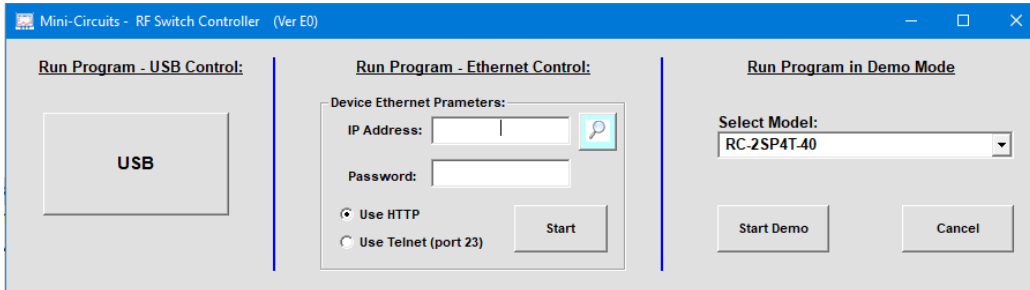 Mini-Circuits - RF Switch Controller (Ver E0)
Run Program - USB Control:
USB
Run Program - Ethernet Control:
Device Ethernet Prameters:
IP Address:
Password:
Use HTTP
Use Telnet (port 23)
Start
Run Program in Demo Mode
Select Model:
RC-2SP4T-40
Start Demo
Cancel